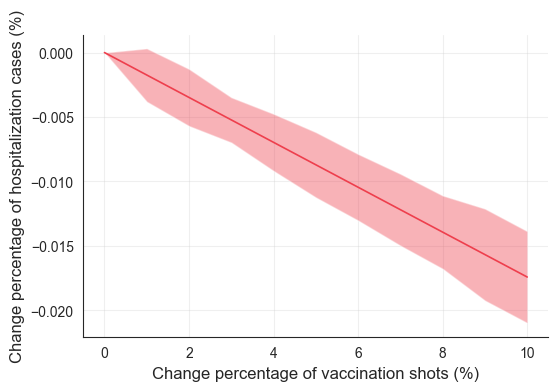 Change percentage of hospitalization cases (%)
0.000
−0.005
−0.010
−0.015
−0.020
0 2 4 6 8 10
Change percentage of vaccination shots (%)